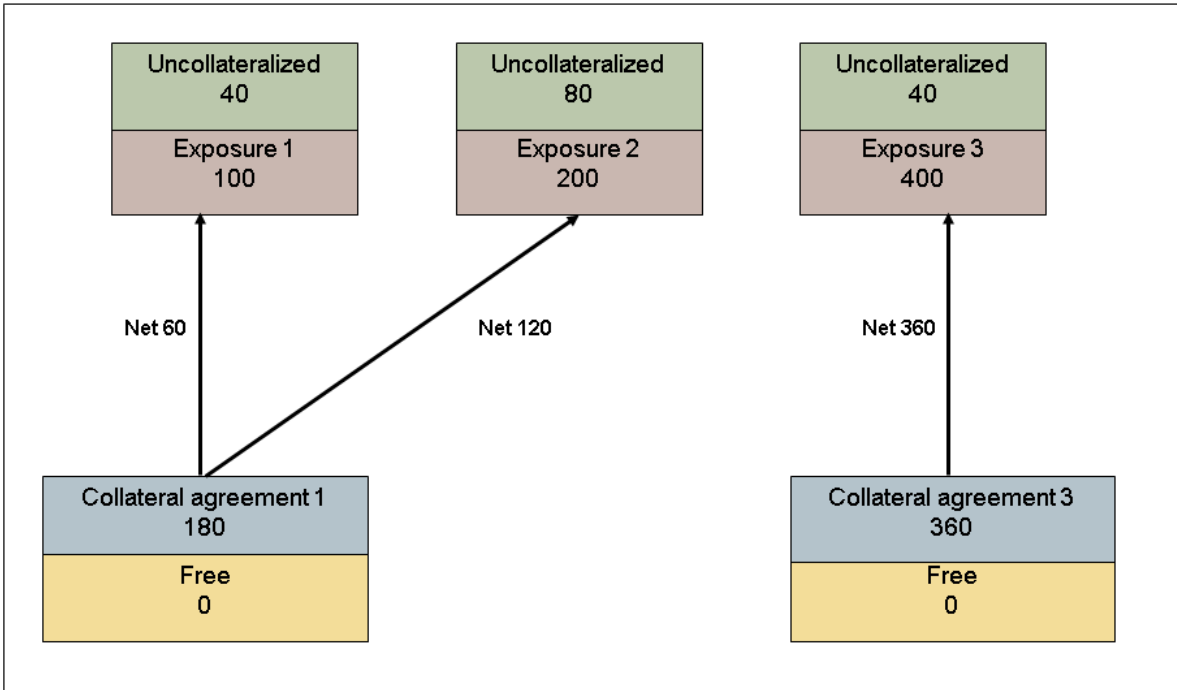 Uncollateralized
40
Exposure 1
100
Uncollateralized
80
Exposure 2
200
Uncollateralized
40
Exposure 3
400
Net 60
Net 120
Net 360
Collateral agreement 1
180
Free
0
Collateral agreement 3
360
Free
0